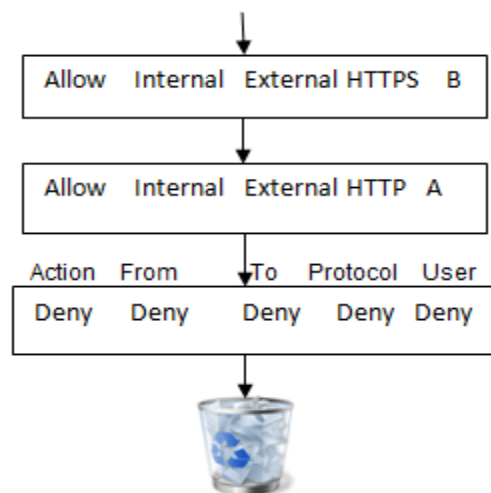 Allow Internal External HTTPS B
Allow Internal External HTTP A
Action From To Protocol User
Deny Deny Deny Deny Deny